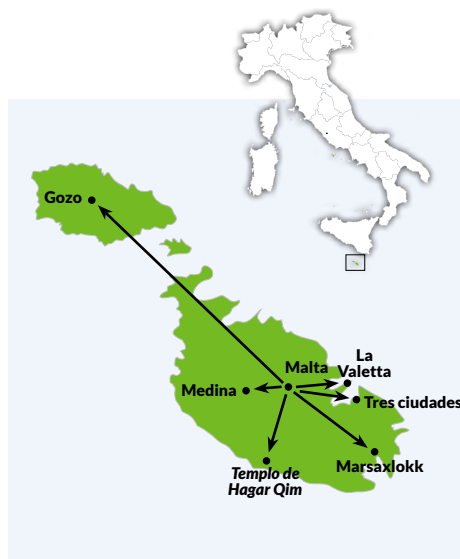 Gozo
Malta
La
Valetta
Medina
Tres ciudades
Marsaxlokk
Templo de
Hagar Qim